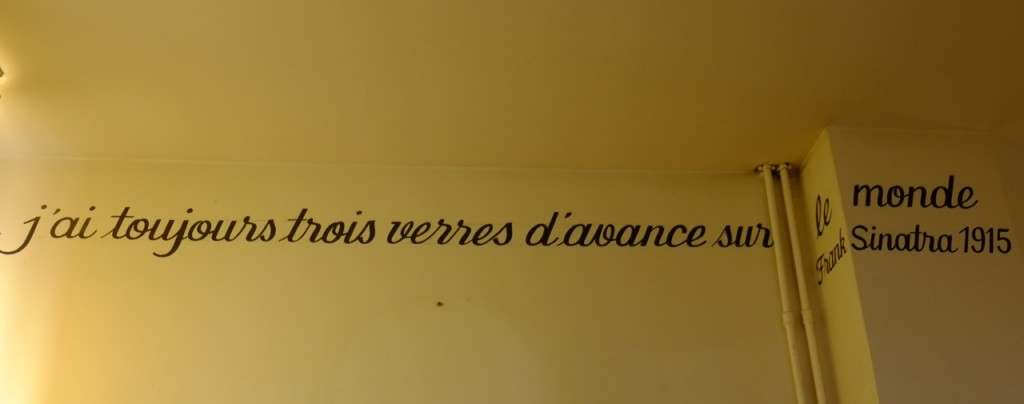 j'ai toujours trois verres d'avance sur le monde
Frank Sinatra 1915